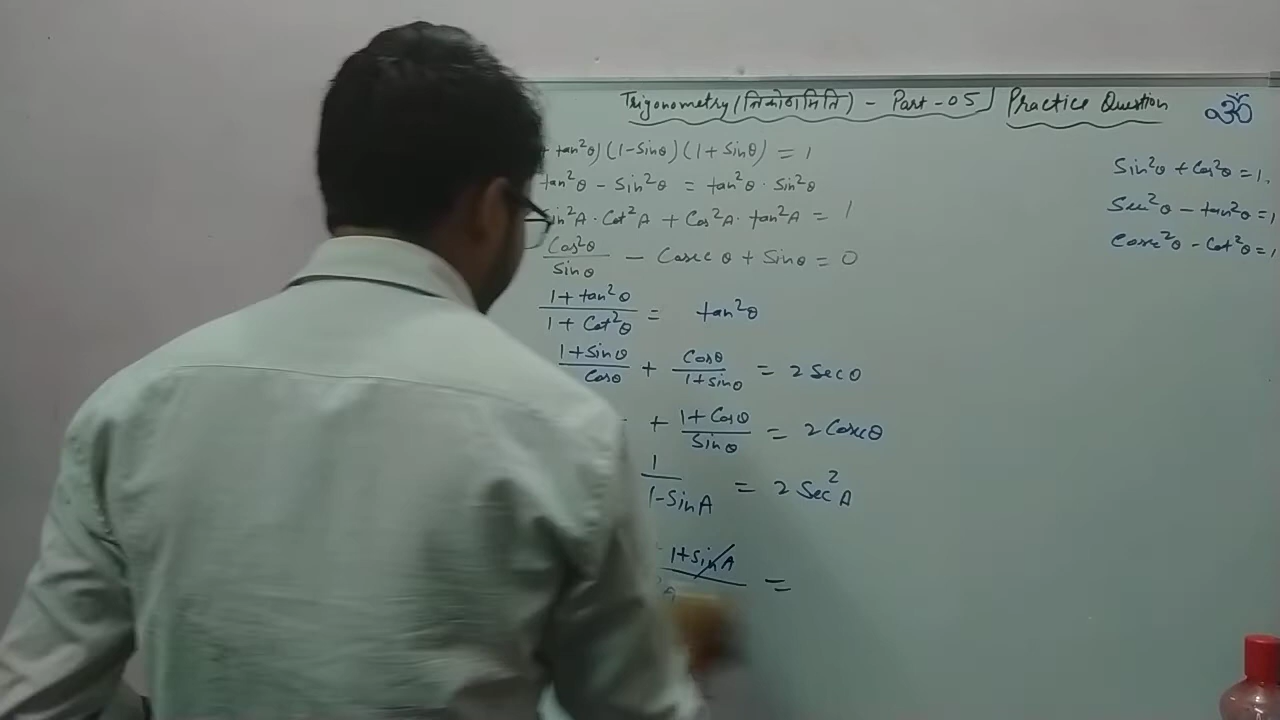 Trigonometry (त्रिकोणमिति) - Part - 05 Practice Question ॐ
tan²θ) (1-Sinθ) (1 + Sinθ) = 1
tan²θ - Sin²θ = tan²θ · Sin²θ
Sin²A · Cot²A + Cos²A · tan²A = 1
Cos²θ / Sinθ - Cosec θ + Sinθ = 0
1 + tan²θ / 1 + Cot²θ = tan²θ
1 + Sinθ / Cosθ + Cosθ / 1 + Sinθ = 2 Secθ
+ 1 + Cosθ / Sinθ = 2 Cosecθ
1 / 1 - Sin A = 2 Sec²A
1 + Sin A =
Sin²θ + Cos²θ = 1.
Sec²θ - tan²θ = 1
Cosec²θ - Cot²θ = 1